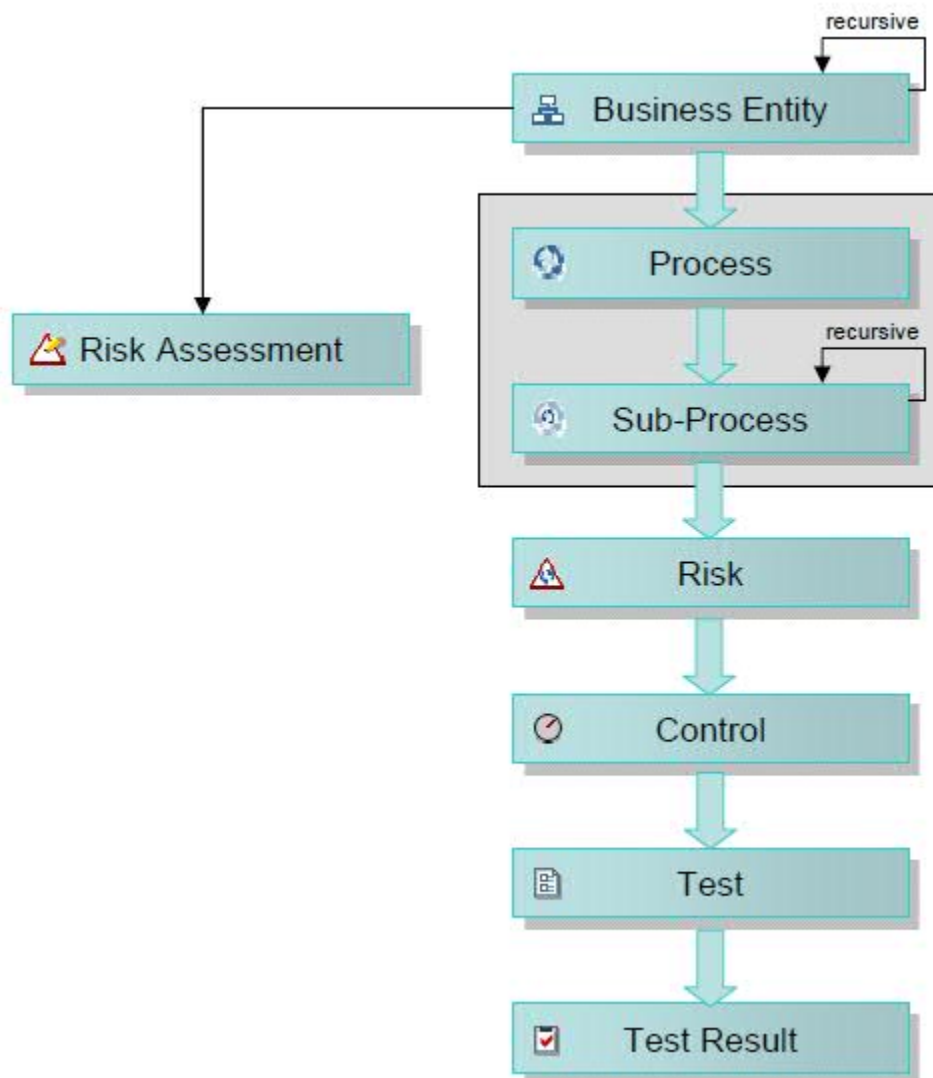 recursive
Business Entity
Process
Risk Assessment
recursive
Sub-Process
Risk
Control
Test
Test Result